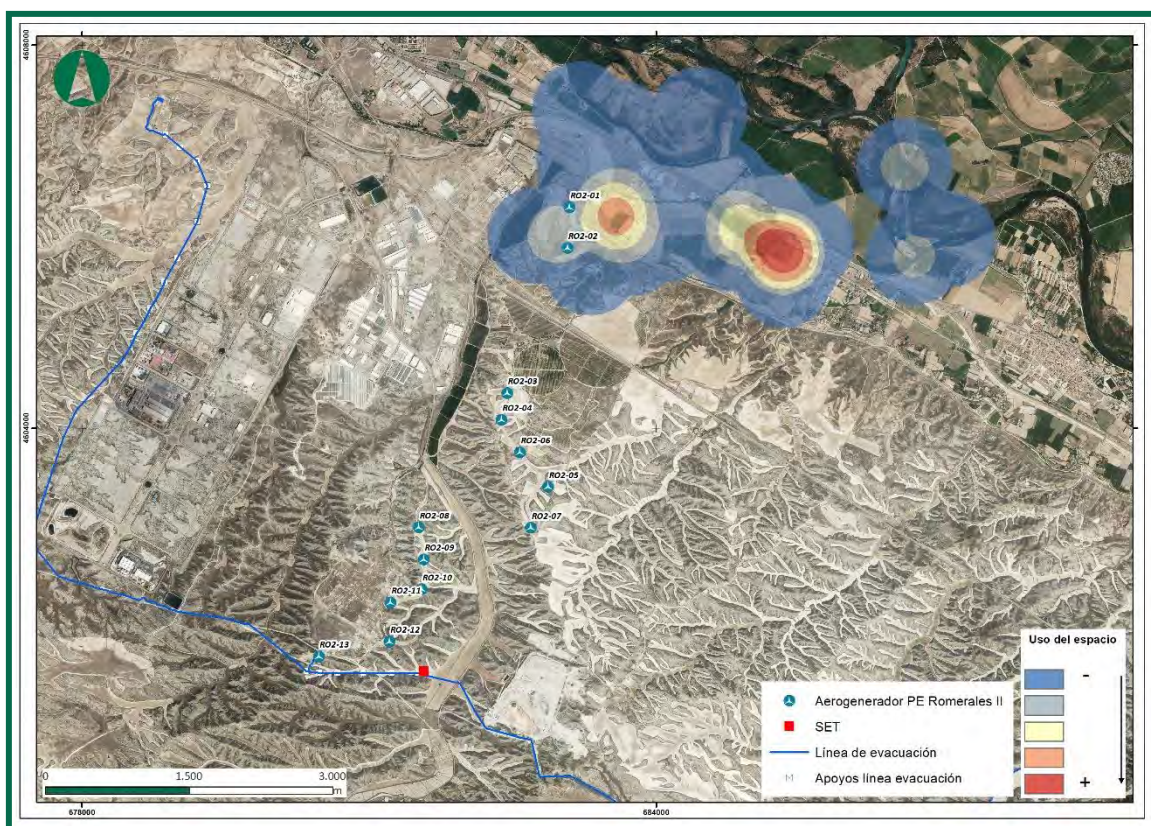 4608000
RO2-01
RO2-02
RO2-03
RO2-04
4604000
RO2-06
RO2-05
RO2-07
RO2-08
RO2-09
RO2-10
RO2-11
RO2-12
RO2-13
Uso del espacio
-
+
Aerogenerador PE Romerales II
SET
Línea de evacuación
Apoyos línea evacuación
0 1.500 3.000
m
678000 684000